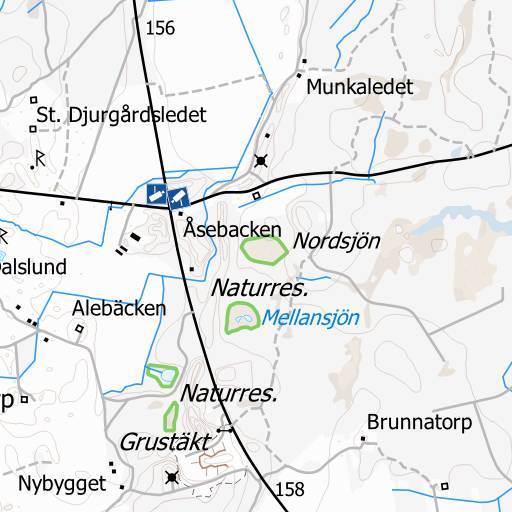 156
Munkaledet
St. Djurgårdsledet
R
Åsebacken
R
Nordsjön
Dalslund
Naturres.
Alebäcken
Mellansjön
Naturres.
Brunnatorp
Grustäkt
Nybygget
158